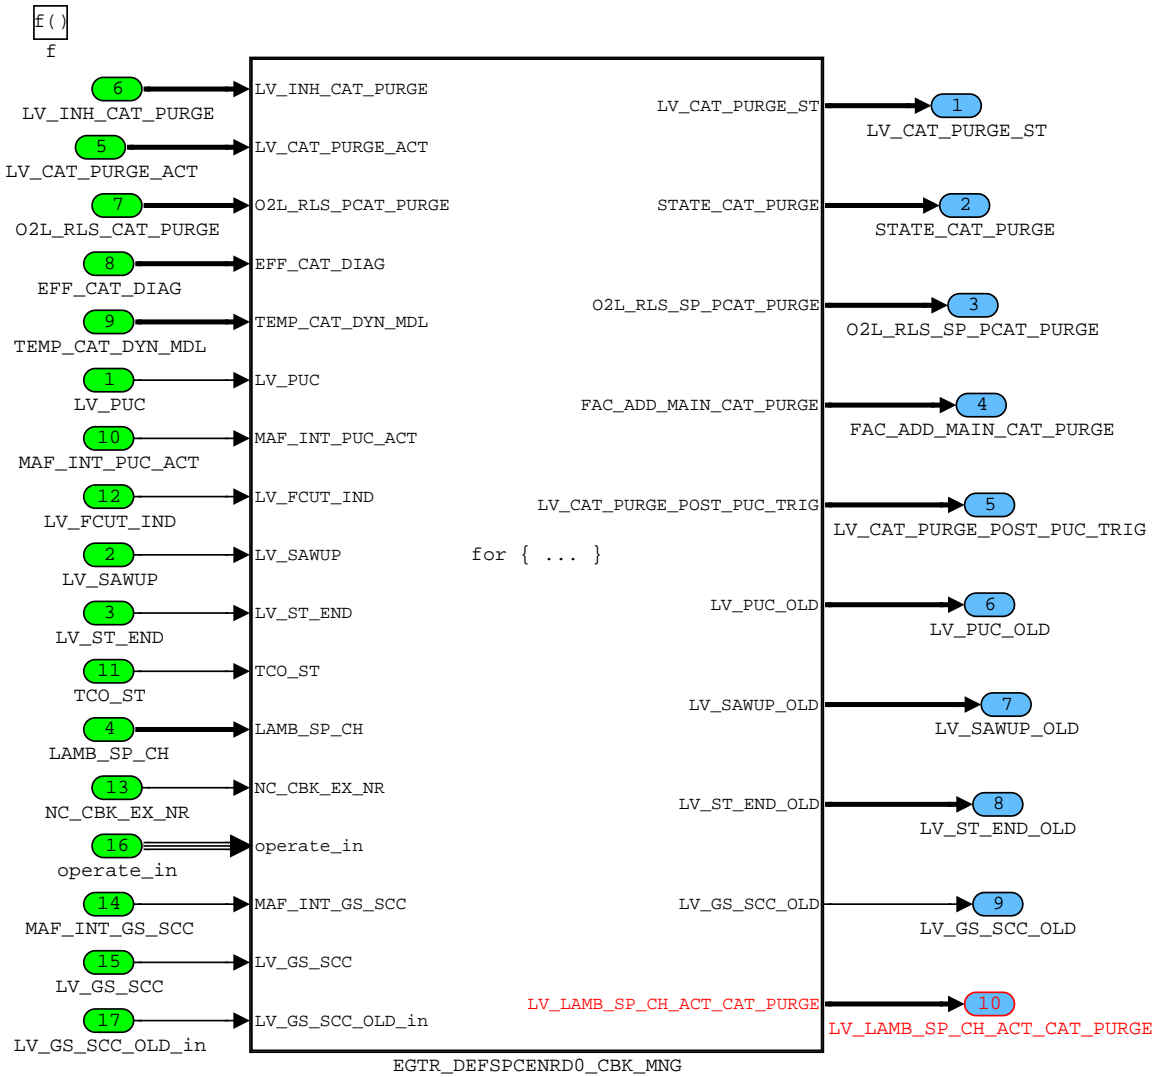 f()
f
6
LV_INH_CAT_PURGE
5
LV_CAT_PURGE_ACT
7
O2L_RLS_CAT_PURGE
8
EFF_CAT_DIAG
9
TEMP_CAT_DYN_MDL
1
LV_PUC
10
MAF_INT_PUC_ACT
12
LV_FCUT_IND
2
LV_SAWUP
3
LV_ST_END
11
TCO_ST
4
LAMB_SP_CH
13
NC_CBK_EX_NR
16
operate_in
14
MAF_INT_GS_SCC
15
LV_GS_SCC
17
LV_GS_SCC_OLD_in
LV_INH_CAT_PURGE
LV_CAT_PURGE_ACT
O2L_RLS_PCAT_PURGE
EFF_CAT_DIAG
TEMP_CAT_DYN_MDL
LV_PUC
MAF_INT_PUC_ACT
LV_FCUT_IND
LV_SAWUP
LV_ST_END
TCO_ST
LAMB_SP_CH
NC_CBK_EX_NR
operate_in
MAF_INT_GS_SCC
LV_GS_SCC
LV_GS_SCC_OLD_in
for { ... }
LV_CAT_PURGE_ST
STATE_CAT_PURGE
O2L_RLS_SP_PCAT_PURGE
FAC_ADD_MAIN_CAT_PURGE
LV_CAT_PURGE_POST_PUC_TRIG
LV_PUC_OLD
LV_SAWUP_OLD
LV_ST_END_OLD
LV_GS_SCC_OLD
LV_LAMB_SP_CH_ACT_CAT_PURGE
1
LV_CAT_PURGE_ST
2
STATE_CAT_PURGE
3
O2L_RLS_SP_PCAT_PURGE
4
FAC_ADD_MAIN_CAT_PURGE
5
LV_CAT_PURGE_POST_PUC_TRIG
6
LV_PUC_OLD
7
LV_SAWUP_OLD
8
LV_ST_END_OLD
9
LV_GS_SCC_OLD
10
LV_LAMB_SP_CH_ACT_CAT_PURGE
EGTR_DEFSPCENRD0_CBK_MNG